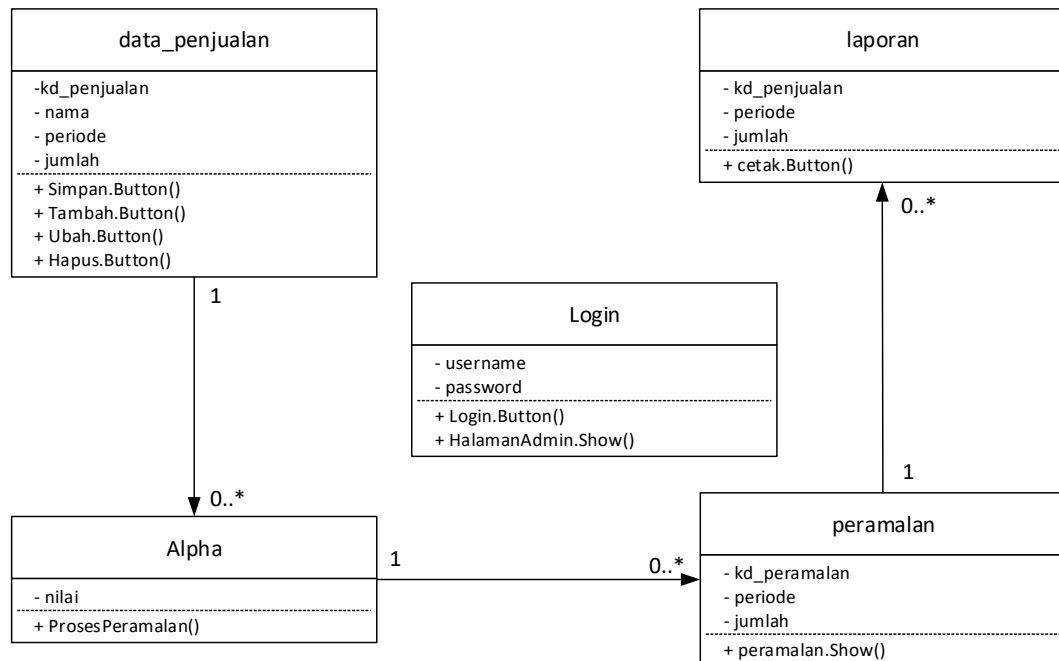 data_penjualan
-kd_penjualan
- nama
- periode
- jumlah
+ Simpan.Button()
+ Tambah.Button()
+ Ubah.Button()
+ Hapus.Button()
1
0..*
laporan
- kd_penjualan
- periode
- jumlah
+ cetak.Button()
0..*
1
Login
- username
- password
+ Login.Button()
+ HalamanAdmin.Show()
Alpha
- nilai
+ ProsesPeramalan()
1
0..*
peramalan
- kd_peramalan
- periode
- jumlah
+ peramalan.Show()